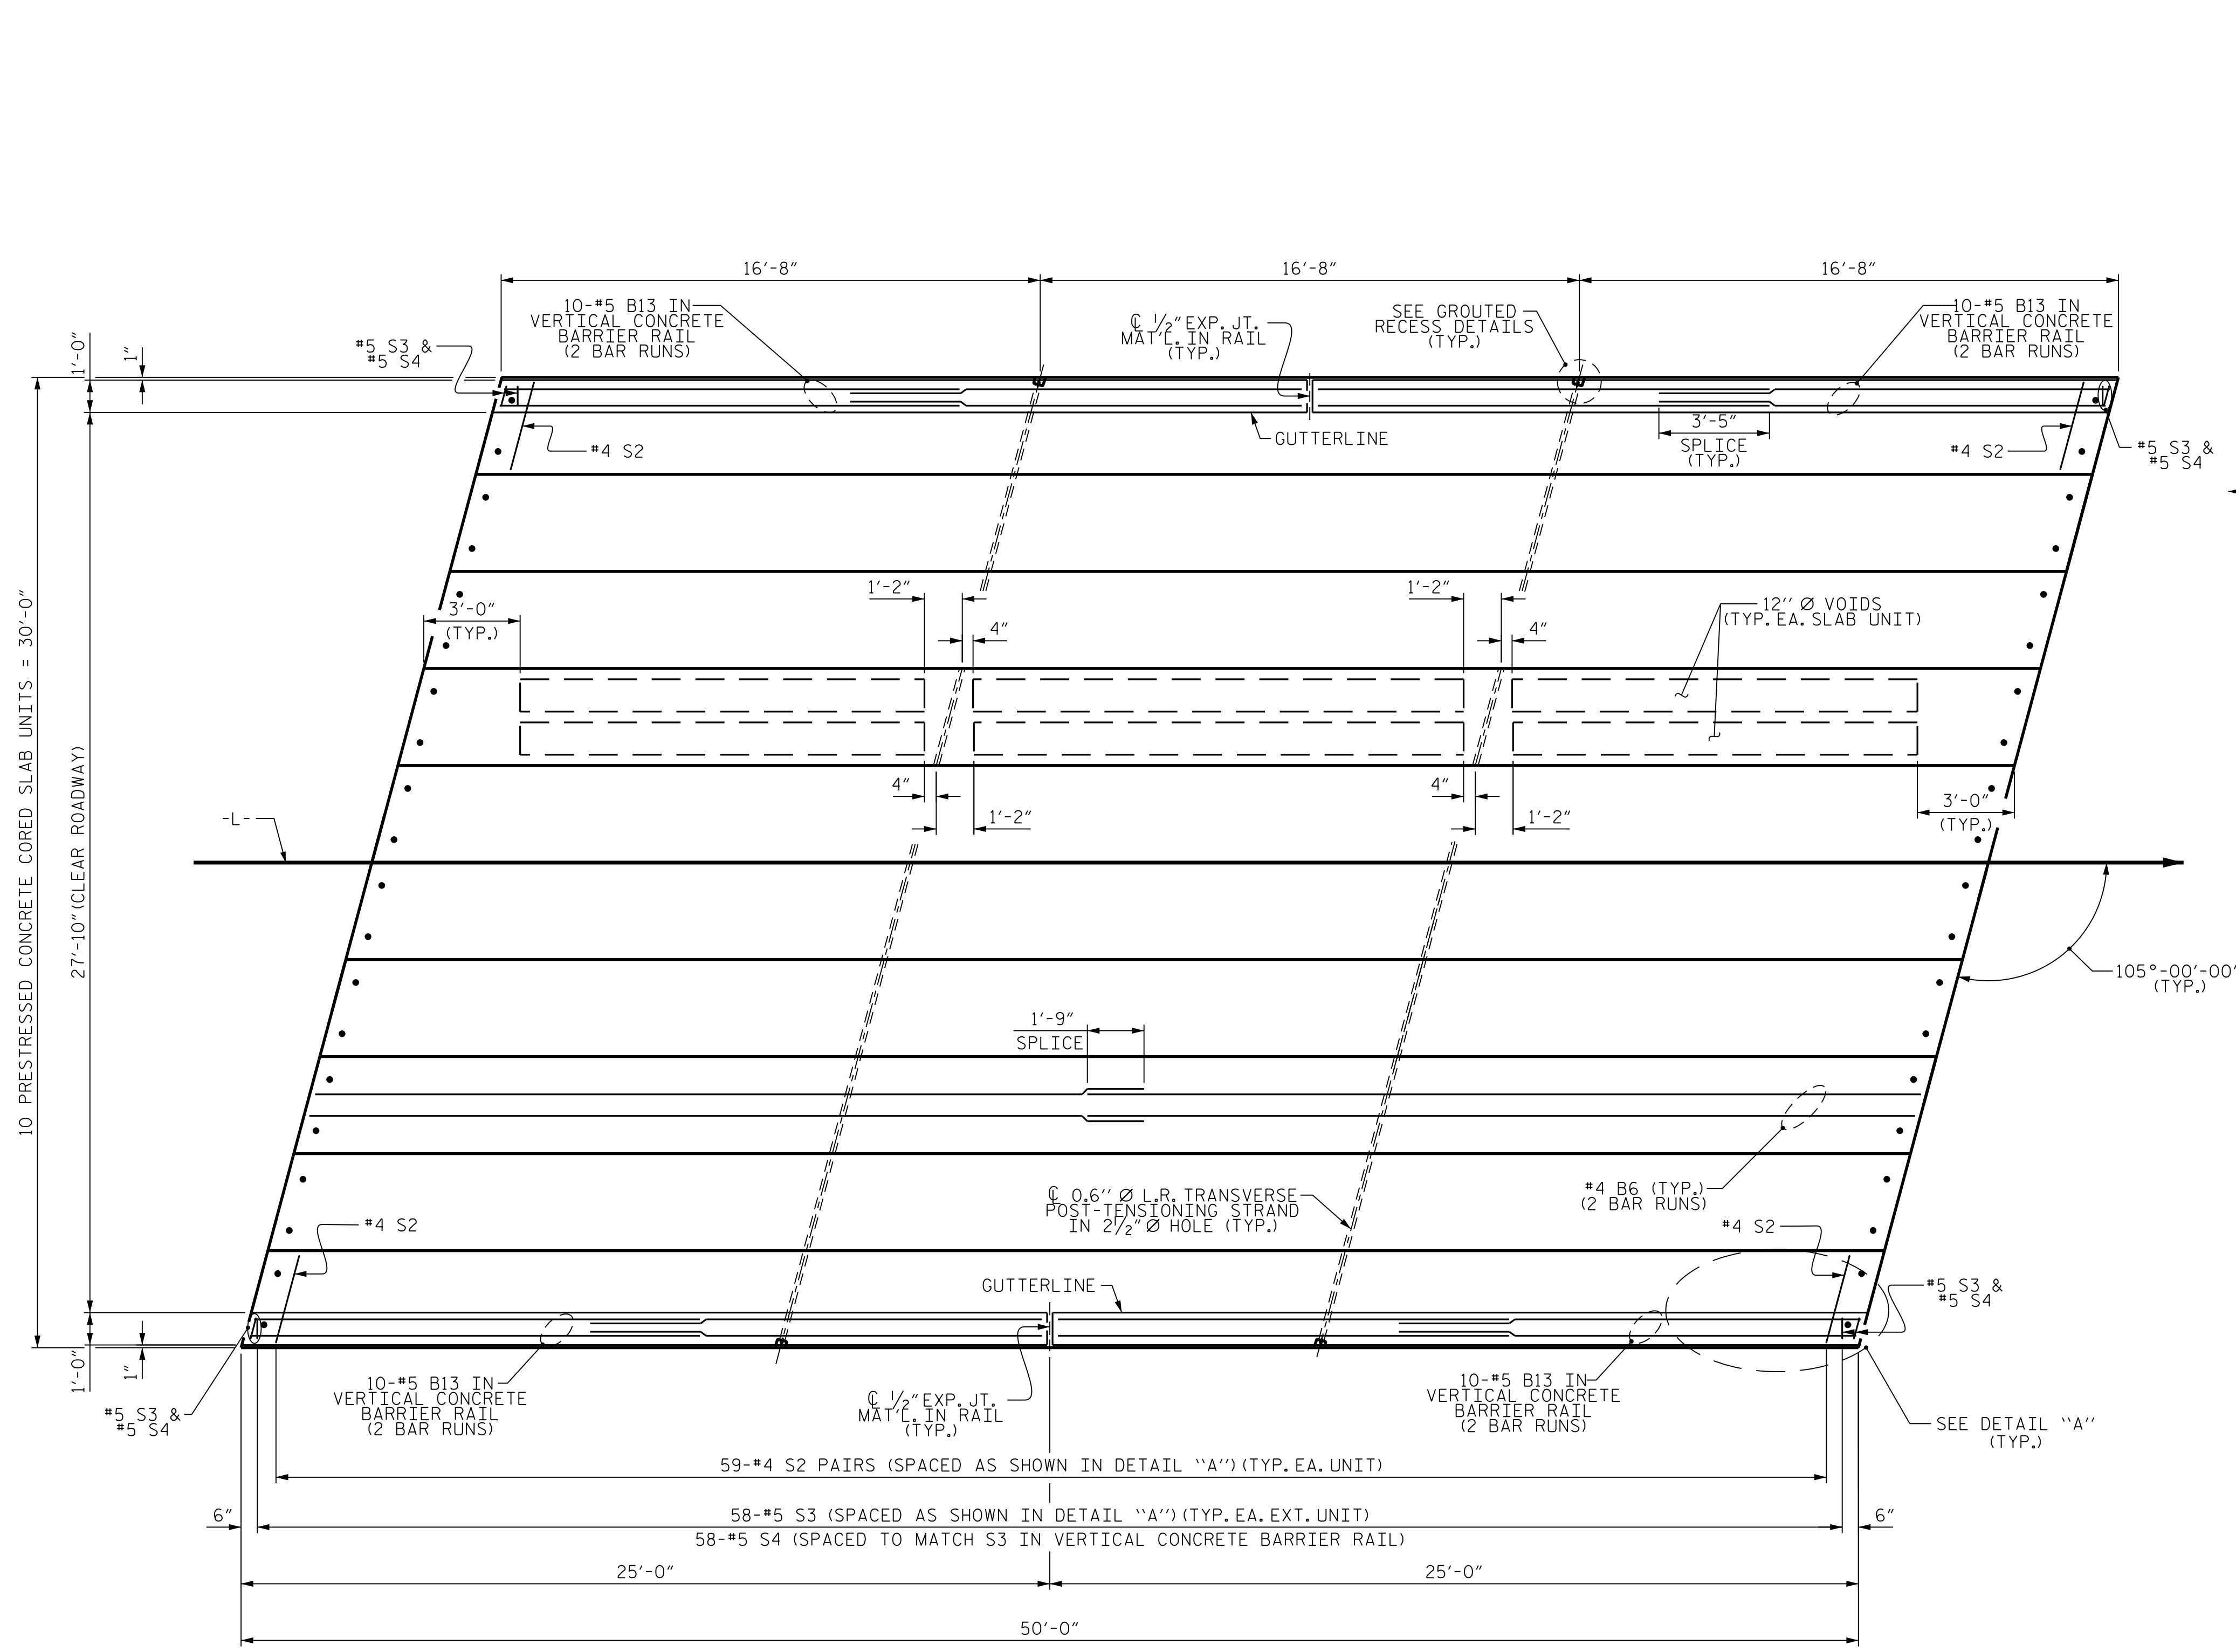 16'-8"
16'-8"
16'-8"
10-#5 B13 IN
VERTICAL CONCRETE
BARRIER RAIL
(2 BAR RUNS)
℄ 1/2" EXP. JT.
MAT'L. IN RAIL
(TYP.)
SEE GROUTED
RECESS DETAILS
(TYP.)
10-#5 B13 IN
VERTICAL CONCRETE
BARRIER RAIL
(2 BAR RUNS)
1'-0"
1"
#5 S3 &
#5 S4
#4 S2
GUTTERLINE
3'-5"
SPLICE
(TYP.)
#4 S2
#5 S3 &
#5 S4
1'-2"
1'-2"
3'-0"
(TYP.)
4"
4"
12" Ø VOIDS
(TYP. EA. SLAB UNIT)
10 PRESTRESSED CONCRETE CORED SLAB UNITS = 30'-0"
27'-10" (CLEAR ROADWAY)
4"
4"
1'-2"
1'-2"
3'-0"
(TYP.)
-L-
105°-00'-00'
(TYP.)
1'-9"
SPLICE
#4 B6 (TYP.)
(2 BAR RUNS)
℄ 0.6" Ø L.R. TRANSVERSE
POST-TENSIONING STRAND
IN 2 1/2" Ø HOLE (TYP.)
#4 S2
#4 S2
GUTTERLINE
#5 S3 &
#5 S4
1'-0"
1"
#5 S3 &
#5 S4
10-#5 B13 IN
VERTICAL CONCRETE
BARRIER RAIL
(2 BAR RUNS)
℄ 1/2" EXP. JT.
MAT'L. IN RAIL
(TYP.)
10-#5 B13 IN
VERTICAL CONCRETE
BARRIER RAIL
(2 BAR RUNS)
SEE DETAIL "A"
(TYP.)
59-#4 S2 PAIRS (SPACED AS SHOWN IN DETAIL "A") (TYP. EA. UNIT)
6"
58-#5 S3 (SPACED AS SHOWN IN DETAIL "A") (TYP. EA. EXT. UNIT)
6"
58-#5 S4 (SPACED TO MATCH S3 IN VERTICAL CONCRETE BARRIER RAIL)
25'-0"
25'-0"
50'-0"